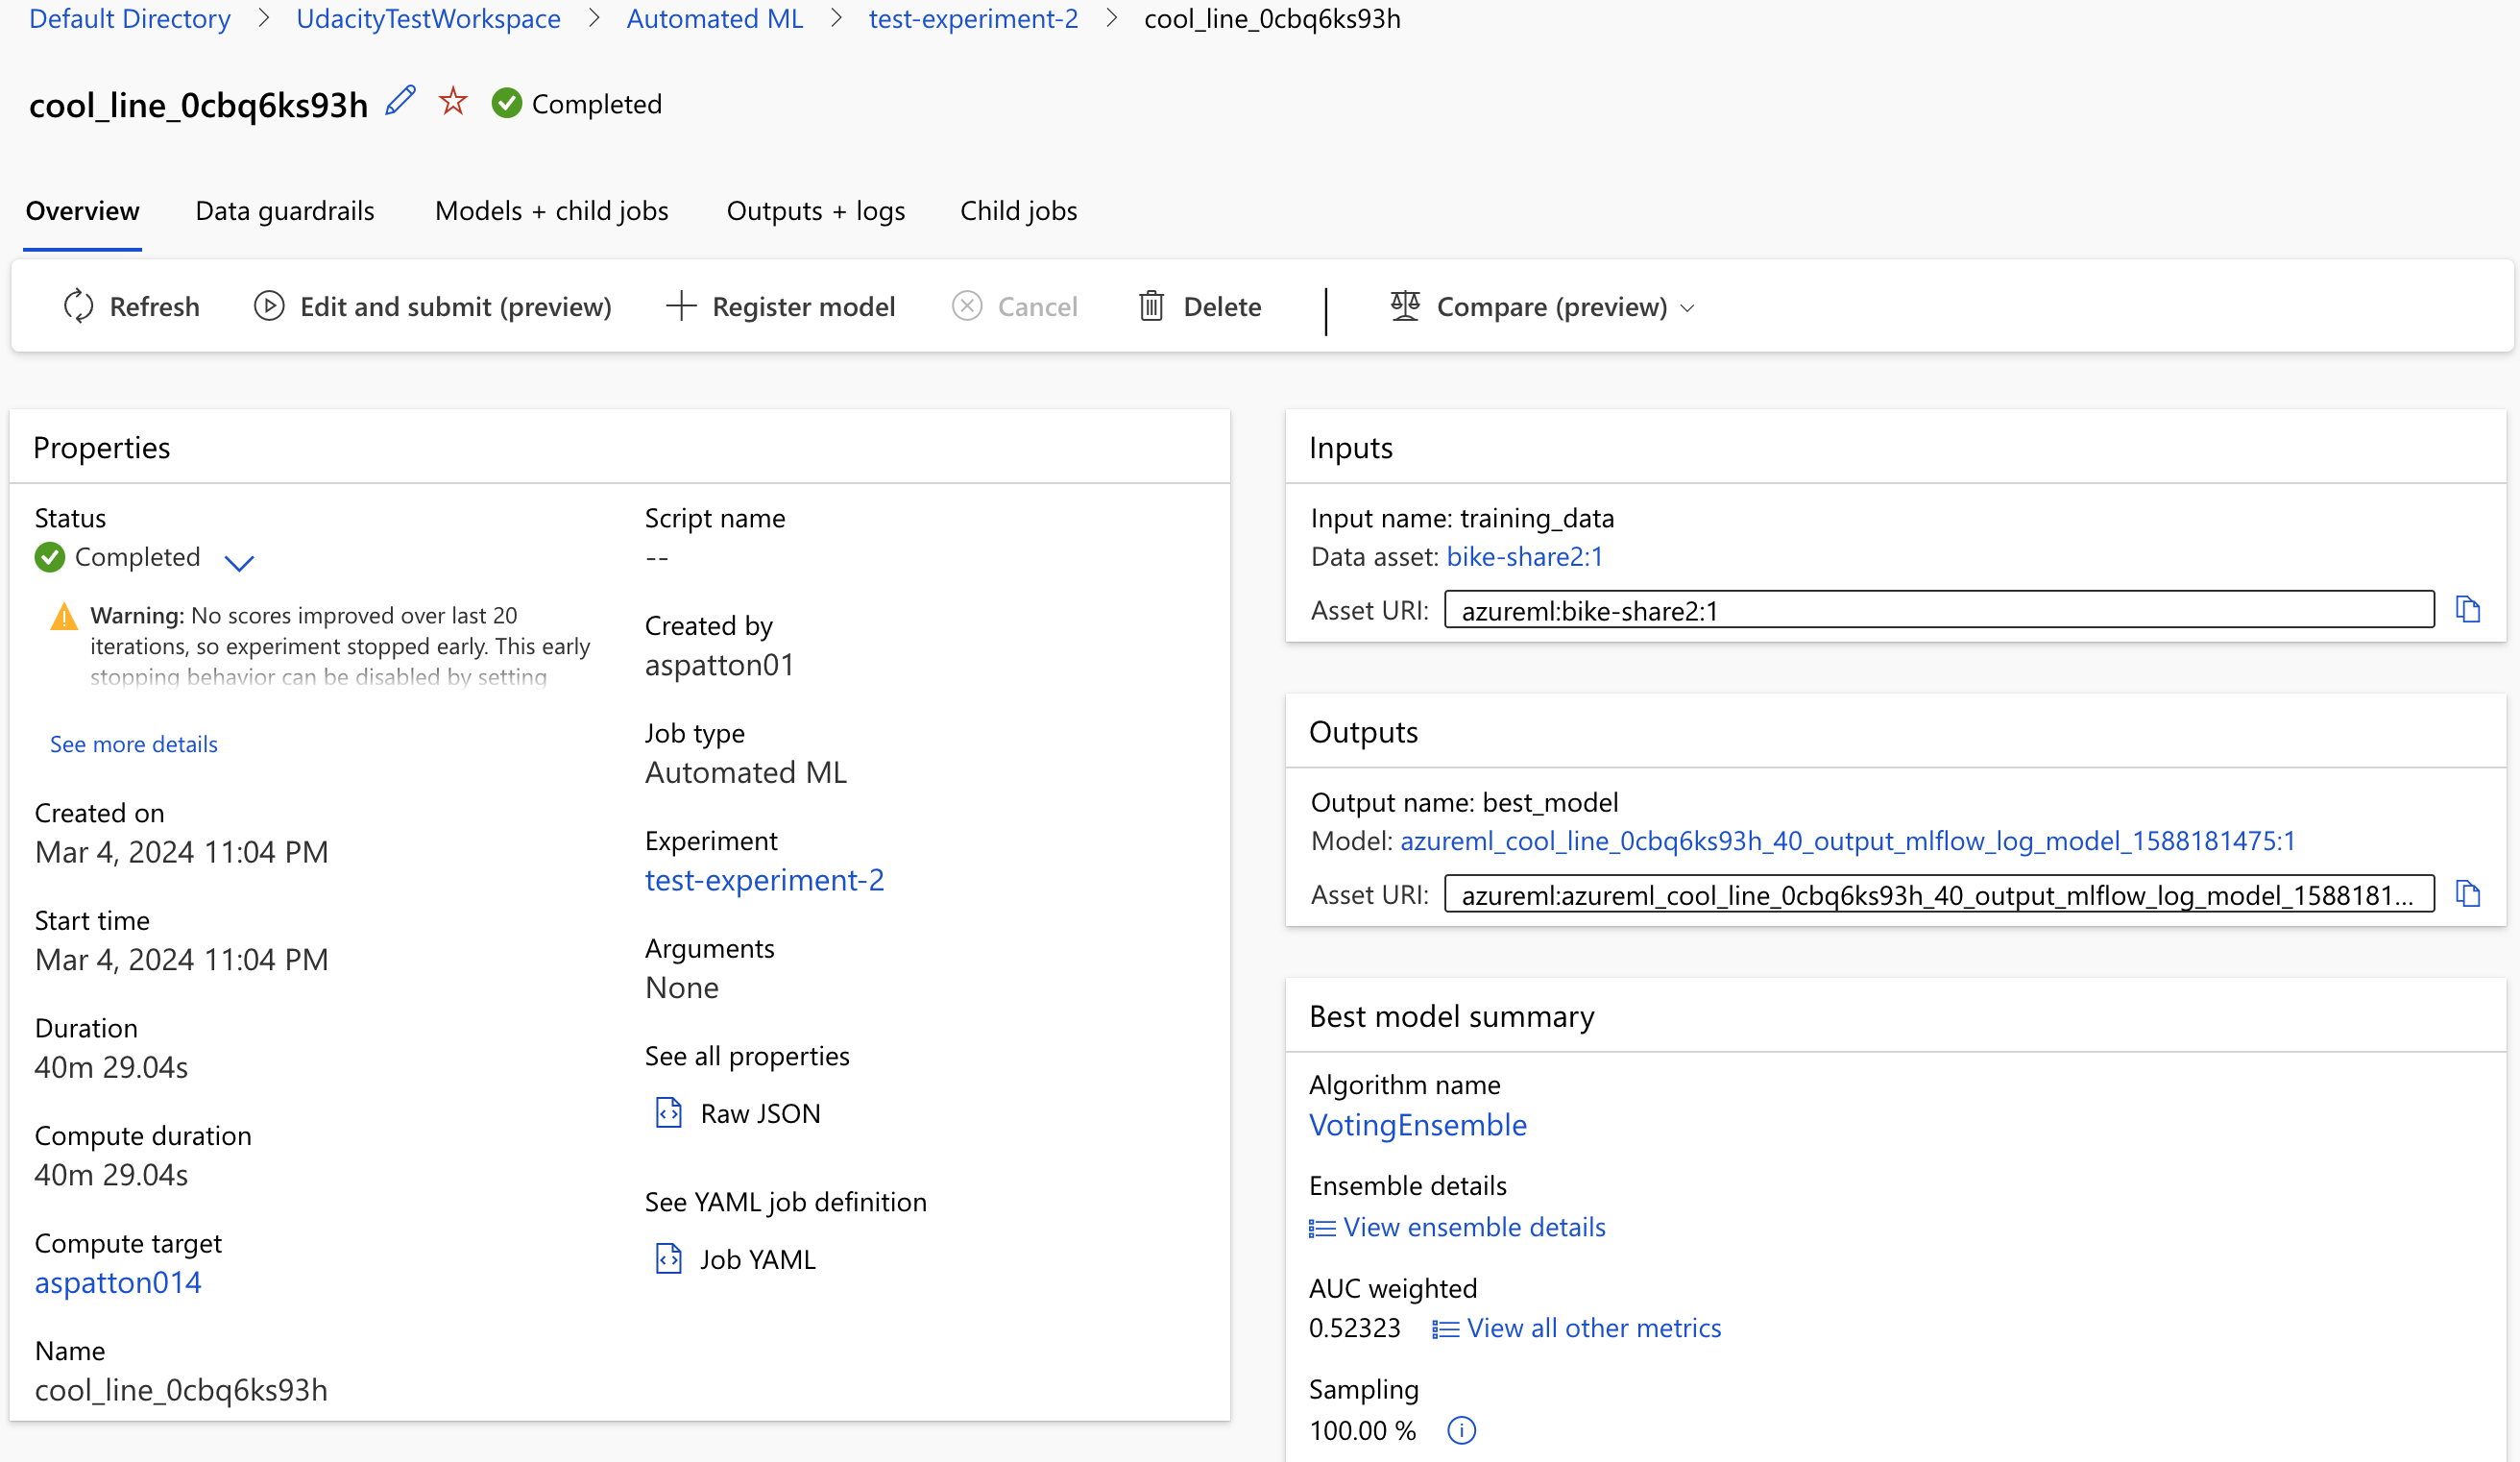 Default Directory > UdacityTestWorkspace > Automated ML > test-experiment-2 > cool_line_0cbq6ks93h
cool_line_0cbq6ks93h Completed
Overview Data guardrails Models + child jobs Outputs + logs Child jobs
Refresh Edit and submit (preview) Register model Cancel Delete Compare (preview)
Properties
Status
Completed
Warning: No scores improved over last 20
iterations, so experiment stopped early. This early
stopping behavior can be disabled by setting
See more details
Created on
Mar 4, 2024 11:04 PM
Start time
Mar 4, 2024 11:04 PM
Duration
40m 29.04s
Compute duration
40m 29.04s
Compute target
aspatton014
Name
cool_line_0cbq6ks93h
Script name
--
Created by
aspatton01
Job type
Automated ML
Experiment
test-experiment-2
Arguments
None
See all properties
Raw JSON
See YAML job definition
Job YAML
Inputs
Input name: training_data
Data asset: bike-share2:1
Asset URI: azureml:bike-share2:1
Outputs
Output name: best_model
Model: azureml_cool_line_0cbq6ks93h_40_output_mlflow_log_model_1588181475:1
Asset URI: azureml:azureml_cool_line_0cbq6ks93h_40_output_mlflow_log_model_1588181...
Best model summary
Algorithm name
VotingEnsemble
Ensemble details
View ensemble details
AUC weighted
0.52323 View all other metrics
Sampling
100.00 %